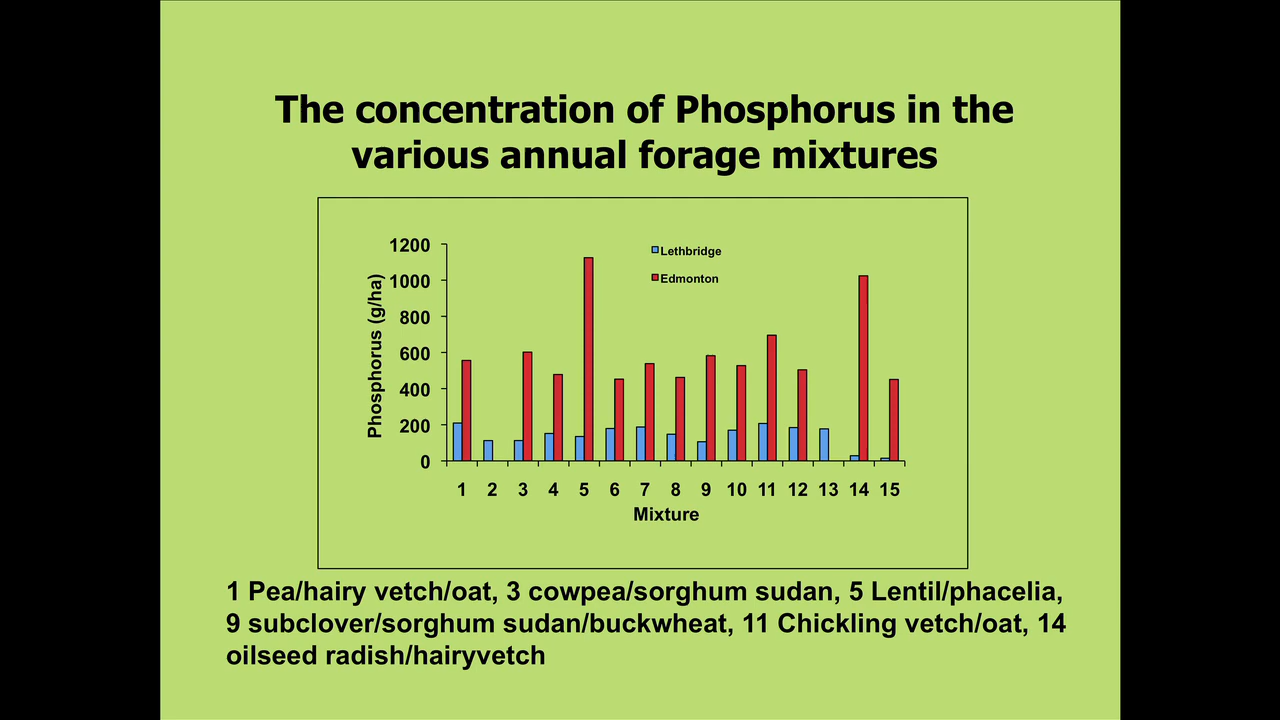 The concentration of Phosphorus in the
various annual forage mixtures
Lethbridge
Edmonton
Phosphorus (g/ha)
1200
1000
800
600
400
200
0
1 2 3 4 5 6 7 8 9 10 11 12 13 14 15
Mixture
1 Pea/hairy vetch/oat, 3 cowpea/sorghum sudan, 5 Lentil/phacelia,
9 subclover/sorghum sudan/buckwheat, 11 Chickling vetch/oat, 14
oilseed radish/hairyvetch